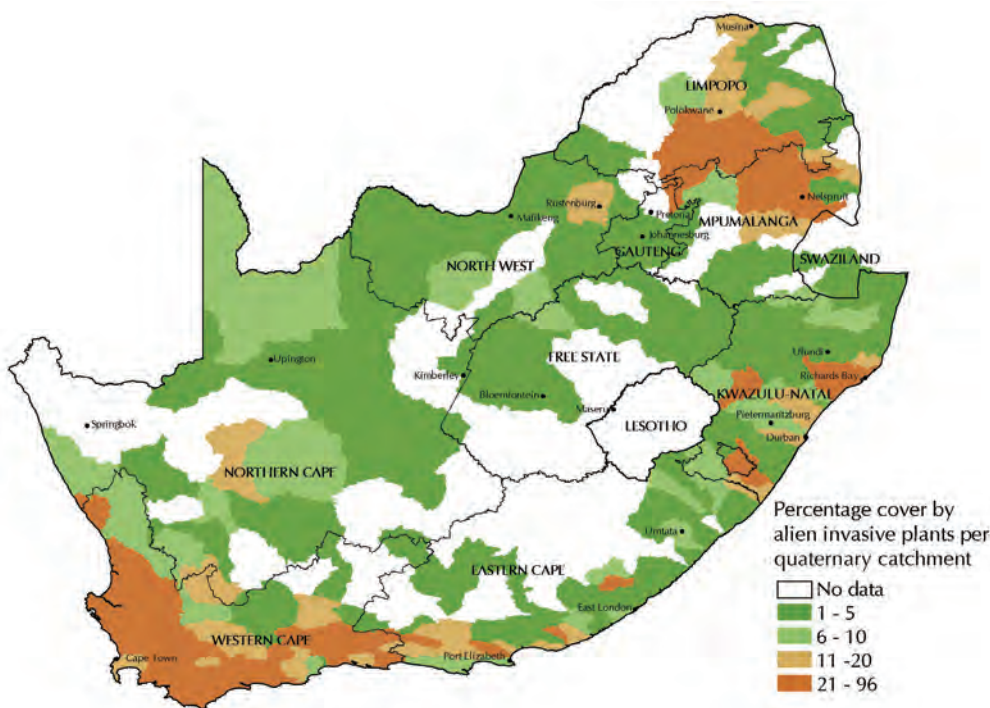 Musina
LIMPOPO
Polokwane
Nelspruit
Rustenburg
Mafikeng
Pretoria
MPUMALANGA
Johannesburg
GAUTENG
SWAZILAND
NORTH WEST
Upington
Kimberley
FREE STATE
Ulundi
Richards Bay
Bloemfontein
KWAZULU-NATAL
Maseru
LESOTHO
Pietermaritzburg
Durban
Springbok
NORTHERN CAPE
Umtata
EASTERN CAPE
East London
WESTERN CAPE
Cape Town
Port Elizabeth
Percentage cover by
alien invasive plants per
quaternary catchment
No data
1 - 5
6 - 10
11 -20
21 - 96